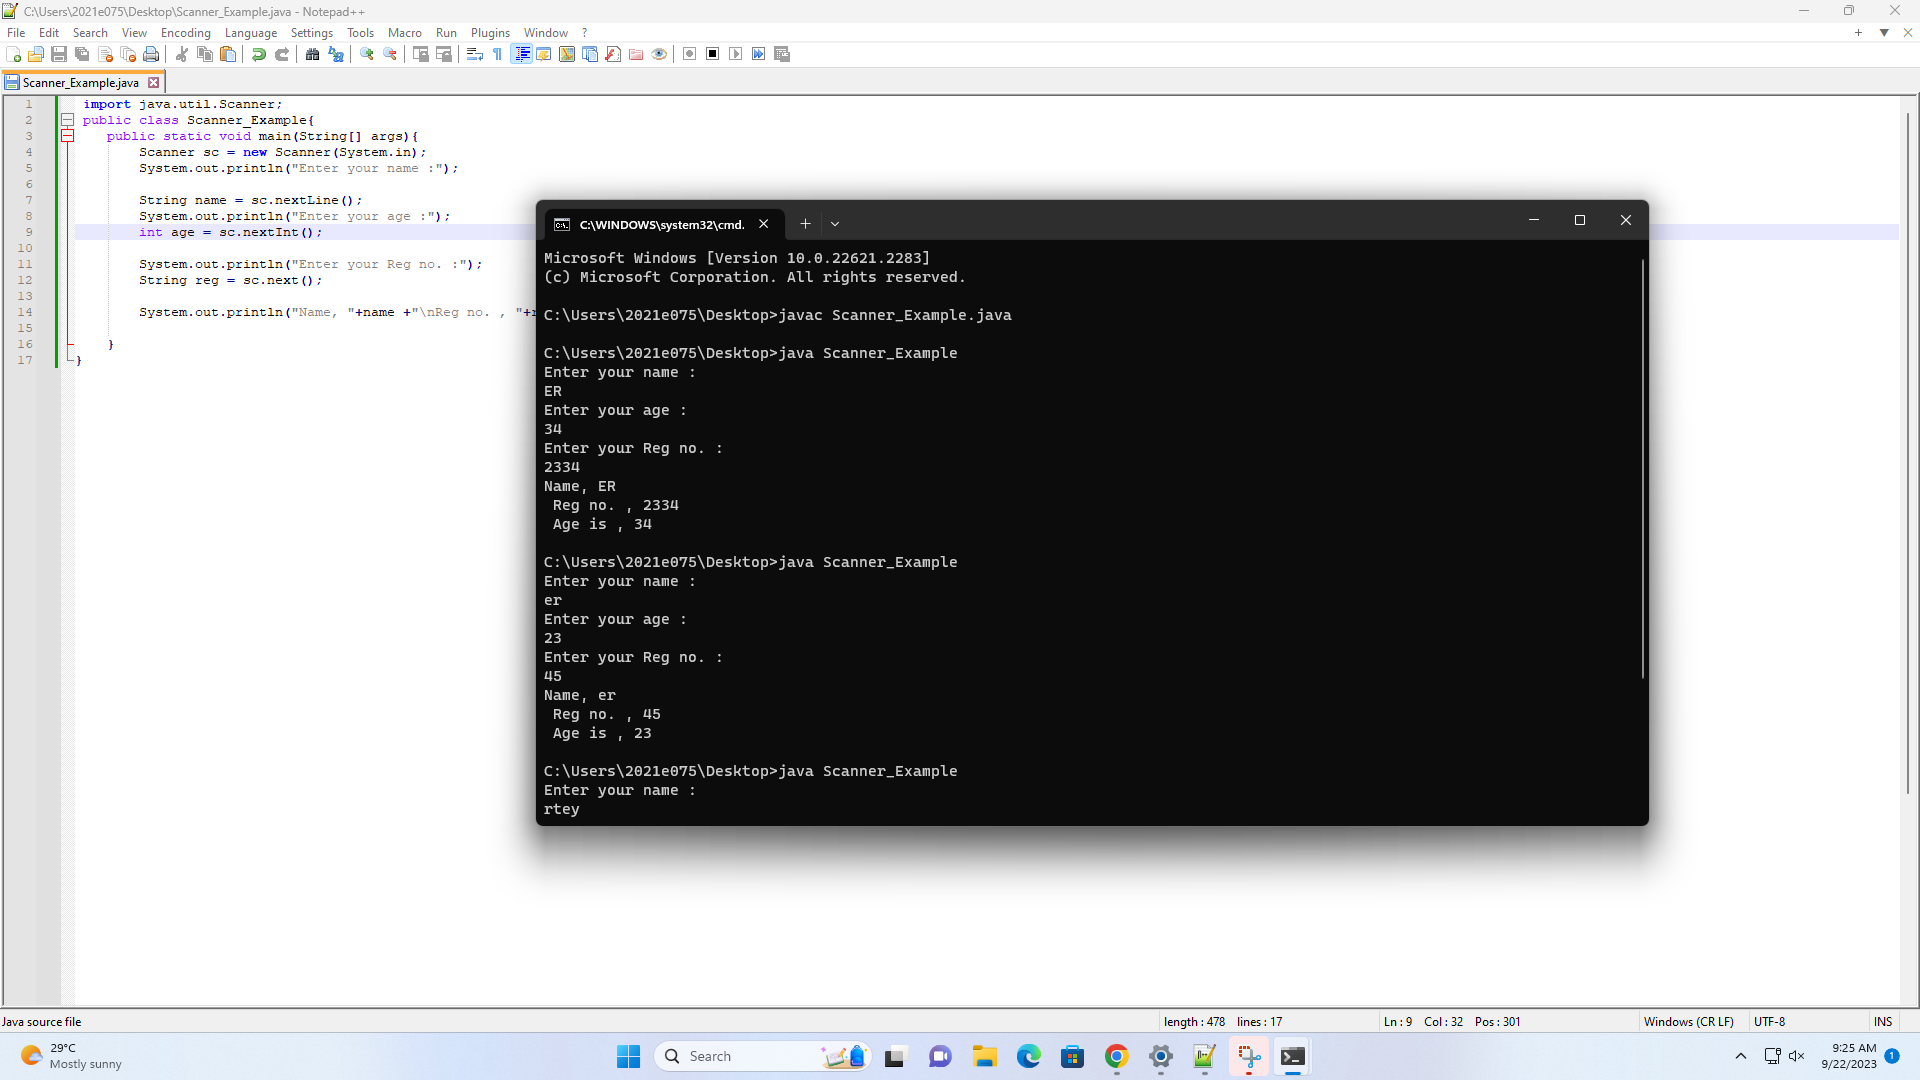 C:\Users\2021e075\Desktop\Scanner_Example.java - Notepad++
File Edit Search View Encoding Language Settings Tools Macro Run Plugins Window ?
Scanner_Example.java
1 import java.util.Scanner;
2 public class Scanner_Example{
3 public static void main(String[] args){
4 Scanner sc = new Scanner(System.in);
5 System.out.println("Enter your name :");
6
7 String name = sc.nextLine();
8 System.out.println("Enter your age :");
9 int age = sc.nextInt();
10
11 System.out.println("Enter your Reg no. :");
12 String reg = sc.next();
13
14 System.out.println("Name, "+name +"\nReg no. , "+
15
16 }
17 }
C:\WINDOWS\system32\cmd.
Microsoft Windows [Version 10.0.22621.2283]
(c) Microsoft Corporation. All rights reserved.
C:\Users\2021e075\Desktop>javac Scanner_Example.java
C:\Users\2021e075\Desktop>java Scanner_Example
Enter your name :
ER
Enter your age :
34
Enter your Reg no. :
2334
Name, ER
Reg no. , 2334
Age is , 34
C:\Users\2021e075\Desktop>java Scanner_Example
Enter your name :
er
Enter your age :
23
Enter your Reg no. :
45
Name, er
Reg no. , 45
Age is , 23
C:\Users\2021e075\Desktop>java Scanner_Example
Enter your name :
rtey
Java source file
length : 478 lines : 17
Ln : 9 Col : 32 Pos : 301
Windows (CR LF)
UTF-8
INS
29°C
Mostly sunny
Search
9:25 AM
9/22/2023
1